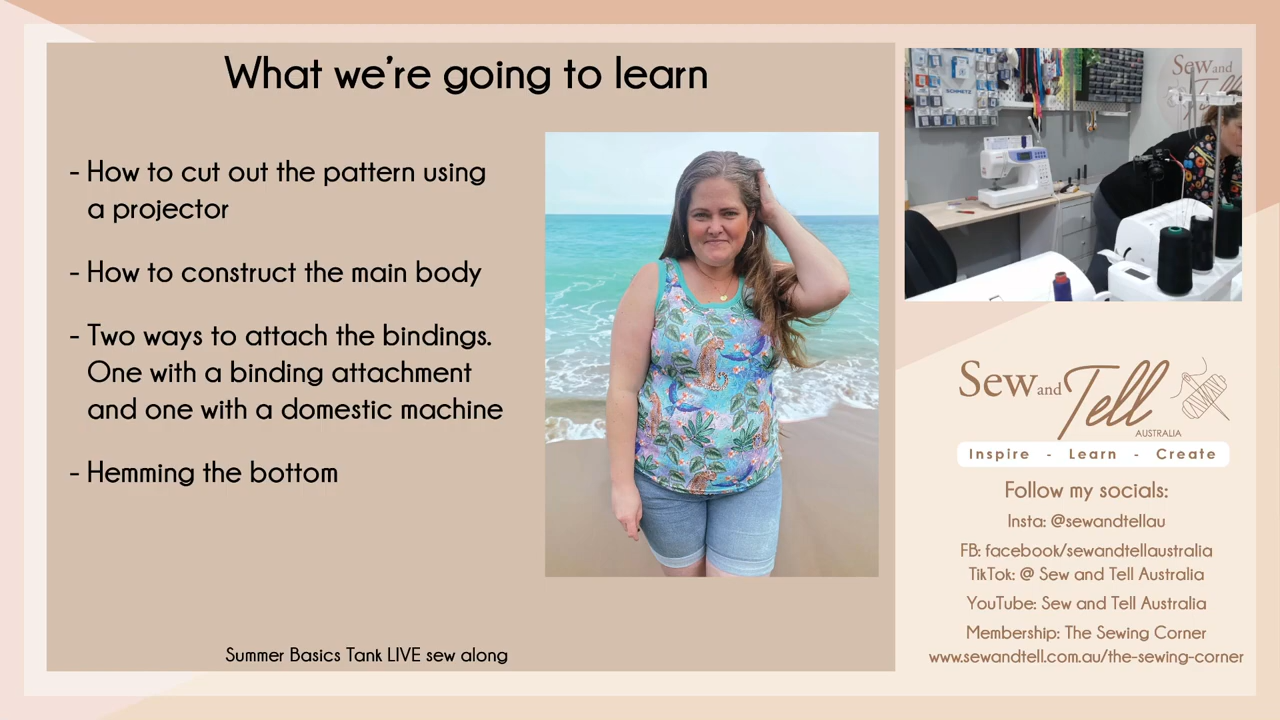 What we're going to learn
- How to cut out the pattern using
a projector
- How to construct the main body
- Two ways to attach the bindings.
One with a binding attachment
and one with a domestic machine
- Hemming the bottom
Summer Basics Tank LIVE sew along
SCHMETZ
Sew and
Tell
Sew and Tell
AUSTRALIA
Inspire - Learn - Create
Follow my socials:
Insta: @sewandtellau
FB: facebook/sewandtellaustralia
TikTok: @ Sew and Tell Australia
YouTube: Sew and Tell Australia
Membership: The Sewing Corner
www.sewandtell.com.au/the-sewing-corner